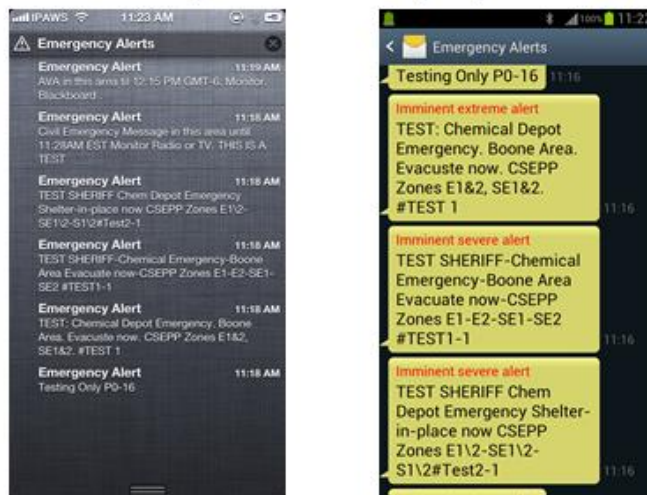 IPAWS 11:23 AM
Emergency Alerts
Emergency Alert 11:19 AM
AVA in this area til 12:15 PM GMT-6. Monitor.
Blackboard
Emergency Alert 11:18 AM
Civil Emergency Message in this area until
11:28AM EST Monitor Radio or TV. THIS IS A
TEST
Emergency Alert 11:18 AM
TEST SHERIFF Chem Depot Emergency
Shelter-in-place now CSEPP Zones E1\2-
SE1\2-S1\2#Test2-1
Emergency Alert 11:18 AM
TEST SHERIFF-Chemical Emergency-Boone
Area Evacuate now-CSEPP Zones E1-E2-SE1-
SE2 #TEST1-1
Emergency Alert 11:18 AM
TEST: Chemical Depot Emergency. Boone
Area. Evacuste now. CSEPP Zones E1&2,
SE1&2. #TEST 1
Emergency Alert 11:18 AM
Testing Only P0-16
100% 11:22
< Emergency Alerts
Testing Only P0-16 11:16
Imminent extreme alert
TEST: Chemical Depot
Emergency. Boone Area.
Evacuste now. CSEPP
Zones E1&2, SE1&2.
#TEST 1 11:16
Imminent severe alert
TEST SHERIFF-Chemical
Emergency-Boone Area
Evacuate now-CSEPP
Zones E1-E2-SE1-SE2
#TEST1-1 11:16
Imminent severe alert
TEST SHERIFF Chem
Depot Emergency Shelter-
in-place now CSEPP
Zones E1\2-SE1\2-
S1\2#Test2-1 11:16